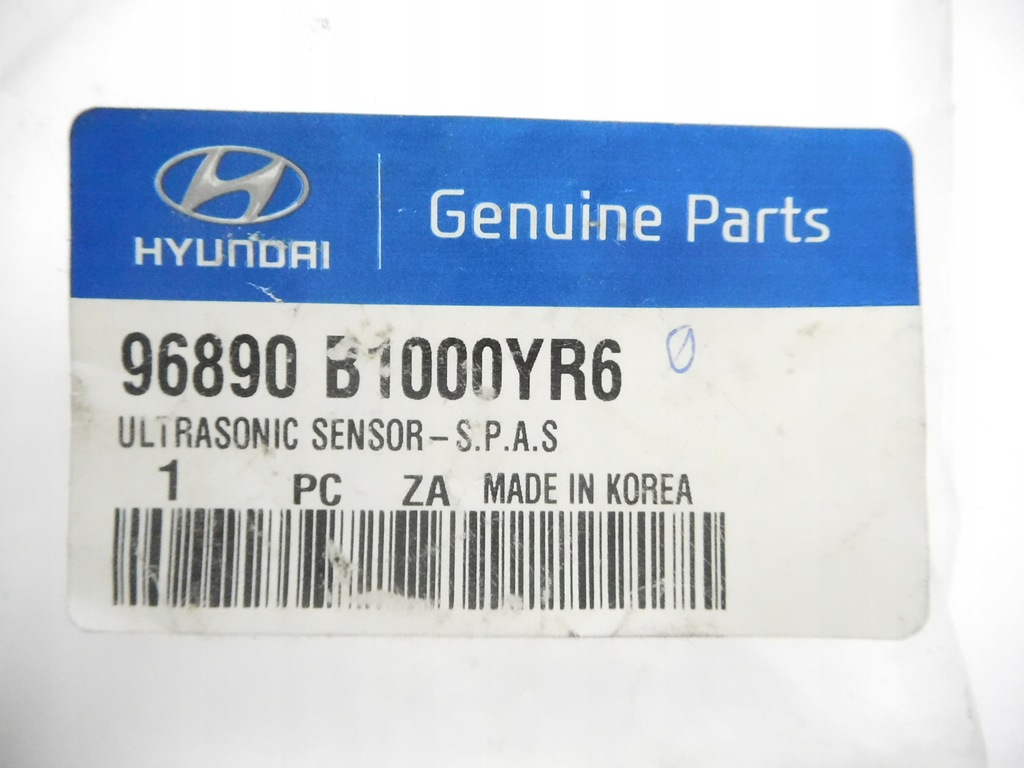 HYUNDAI
Genuine Parts
96890 B1000YR6
ULTRASONIC SENSOR-S.P.A.S
1 PC ZA MADE IN KOREA